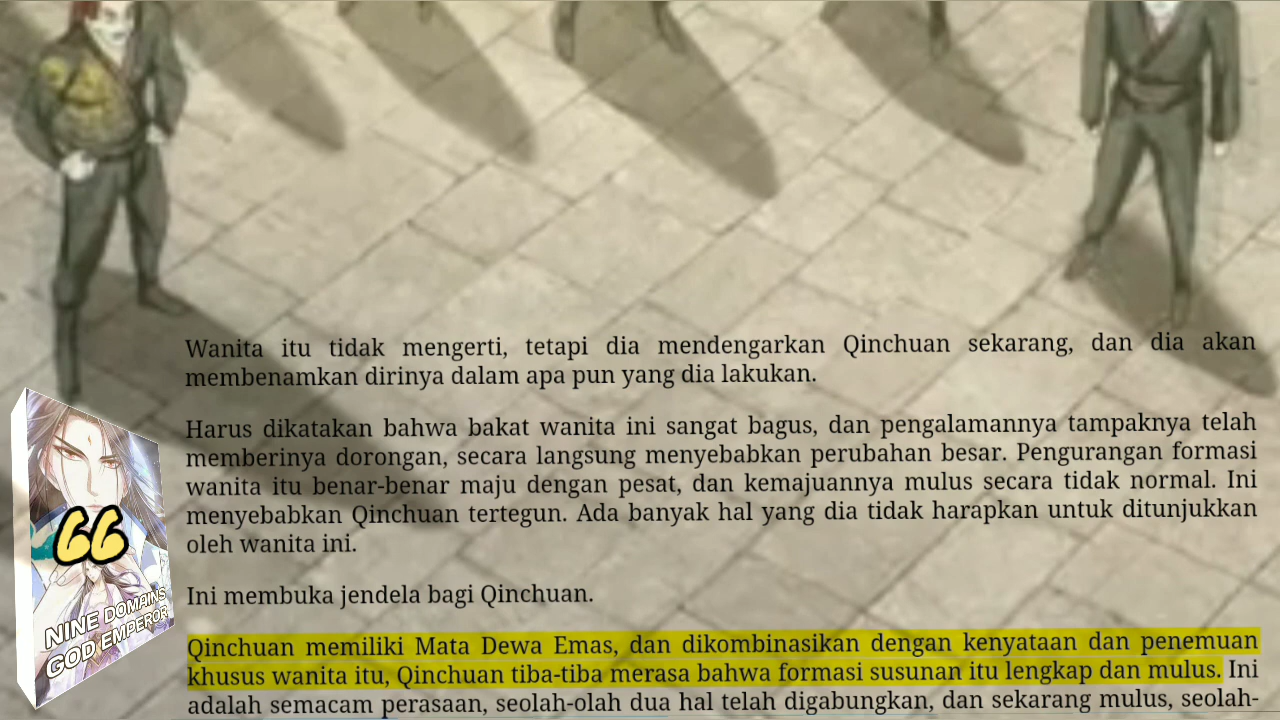 Wanita itu tidak mengerti, tetapi dia mendengarkan Qinchuan sekarang, dan dia akan
membenamkan dirinya dalam apa pun yang dia lakukan.
Harus dikatakan bahwa bakat wanita ini sangat bagus, dan pengalamannya tampaknya telah
memberinya dorongan, secara langsung menyebabkan perubahan besar. Pengurangan formasi
wanita itu benar-benar maju dengan pesat, dan kemajuannya mulus secara tidak normal. Ini
menyebabkan Qinchuan tertegun. Ada banyak hal yang dia tidak harapkan untuk ditunjukkan
oleh wanita ini.
Ini membuka jendela bagi Qinchuan.
Qinchuan memiliki Mata Dewa Emas, dan dikombinasikan dengan kenyataan dan penemuan
khusus wanita itu, Qinchuan tiba-tiba merasa bahwa formasi susunan itu lengkap dan mulus. Ini
adalah semacam perasaan, seolah-olah dua hal telah digabungkan, dan sekarang mulus, seolah-
66
NINE DOMAINS
GOD EMPEROR